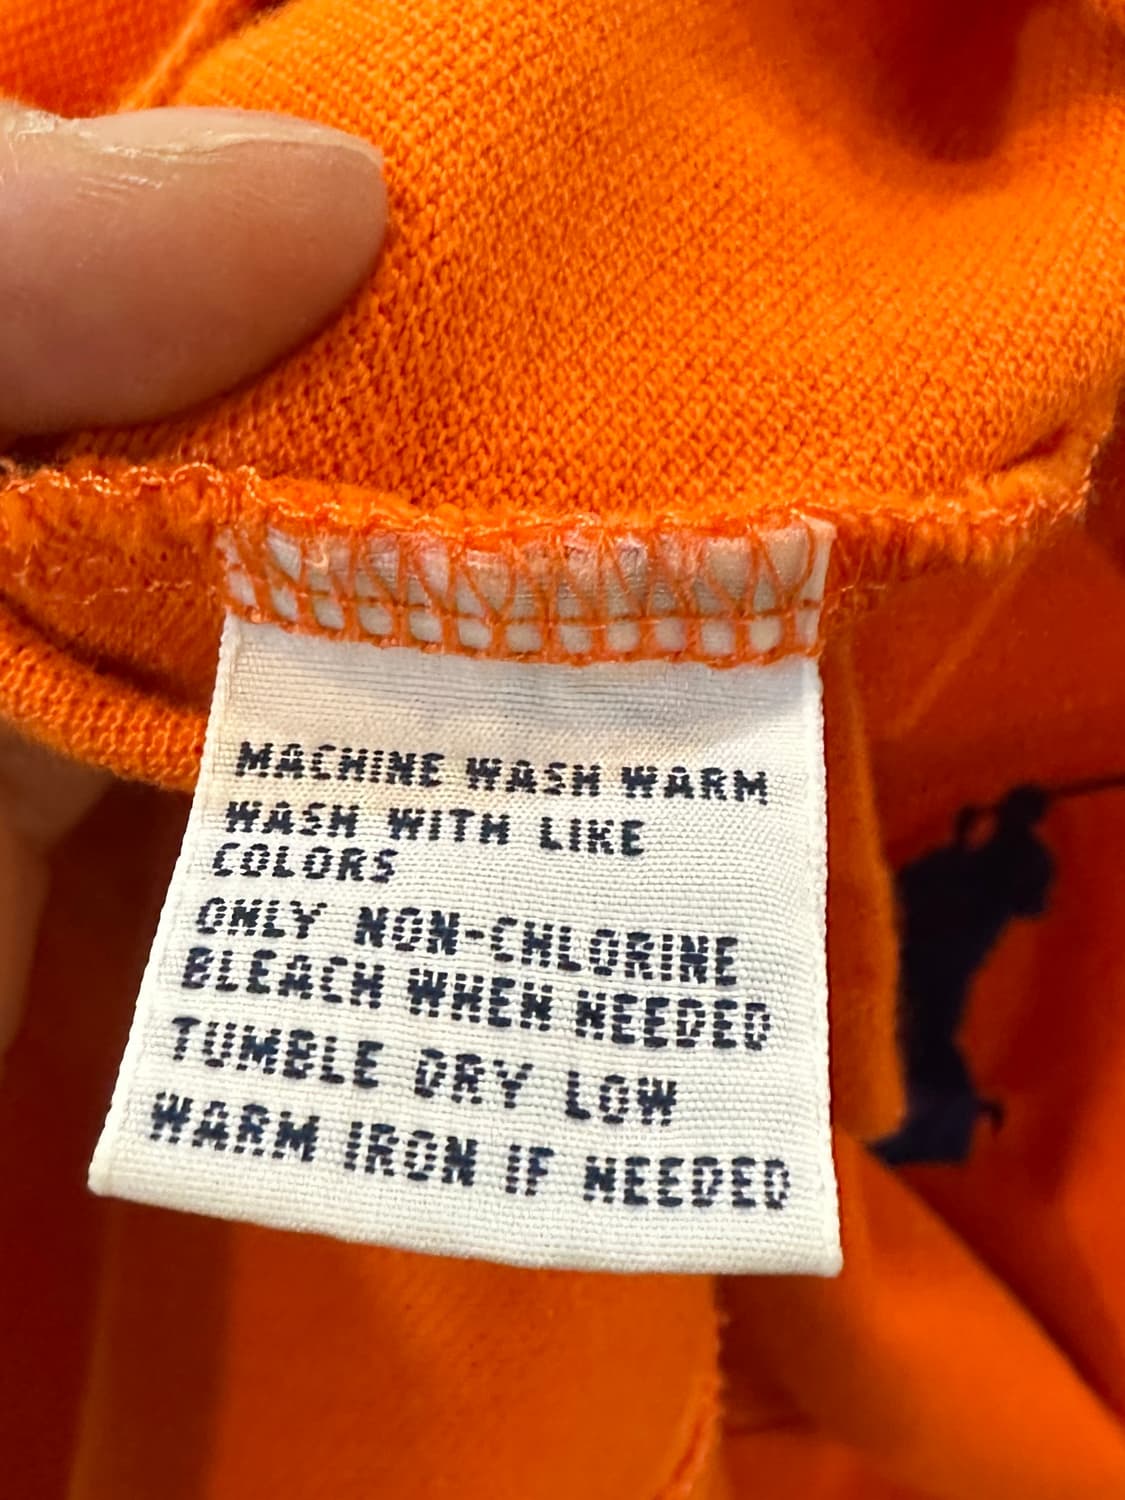 MACHINE WASH WARM
WASH WITH LIKE
COLORS
ONLY NON-CHLORINE
BLEACH WHEN NEEDED
TUMBLE DRY LOW
WARM IRON IF NEEDED